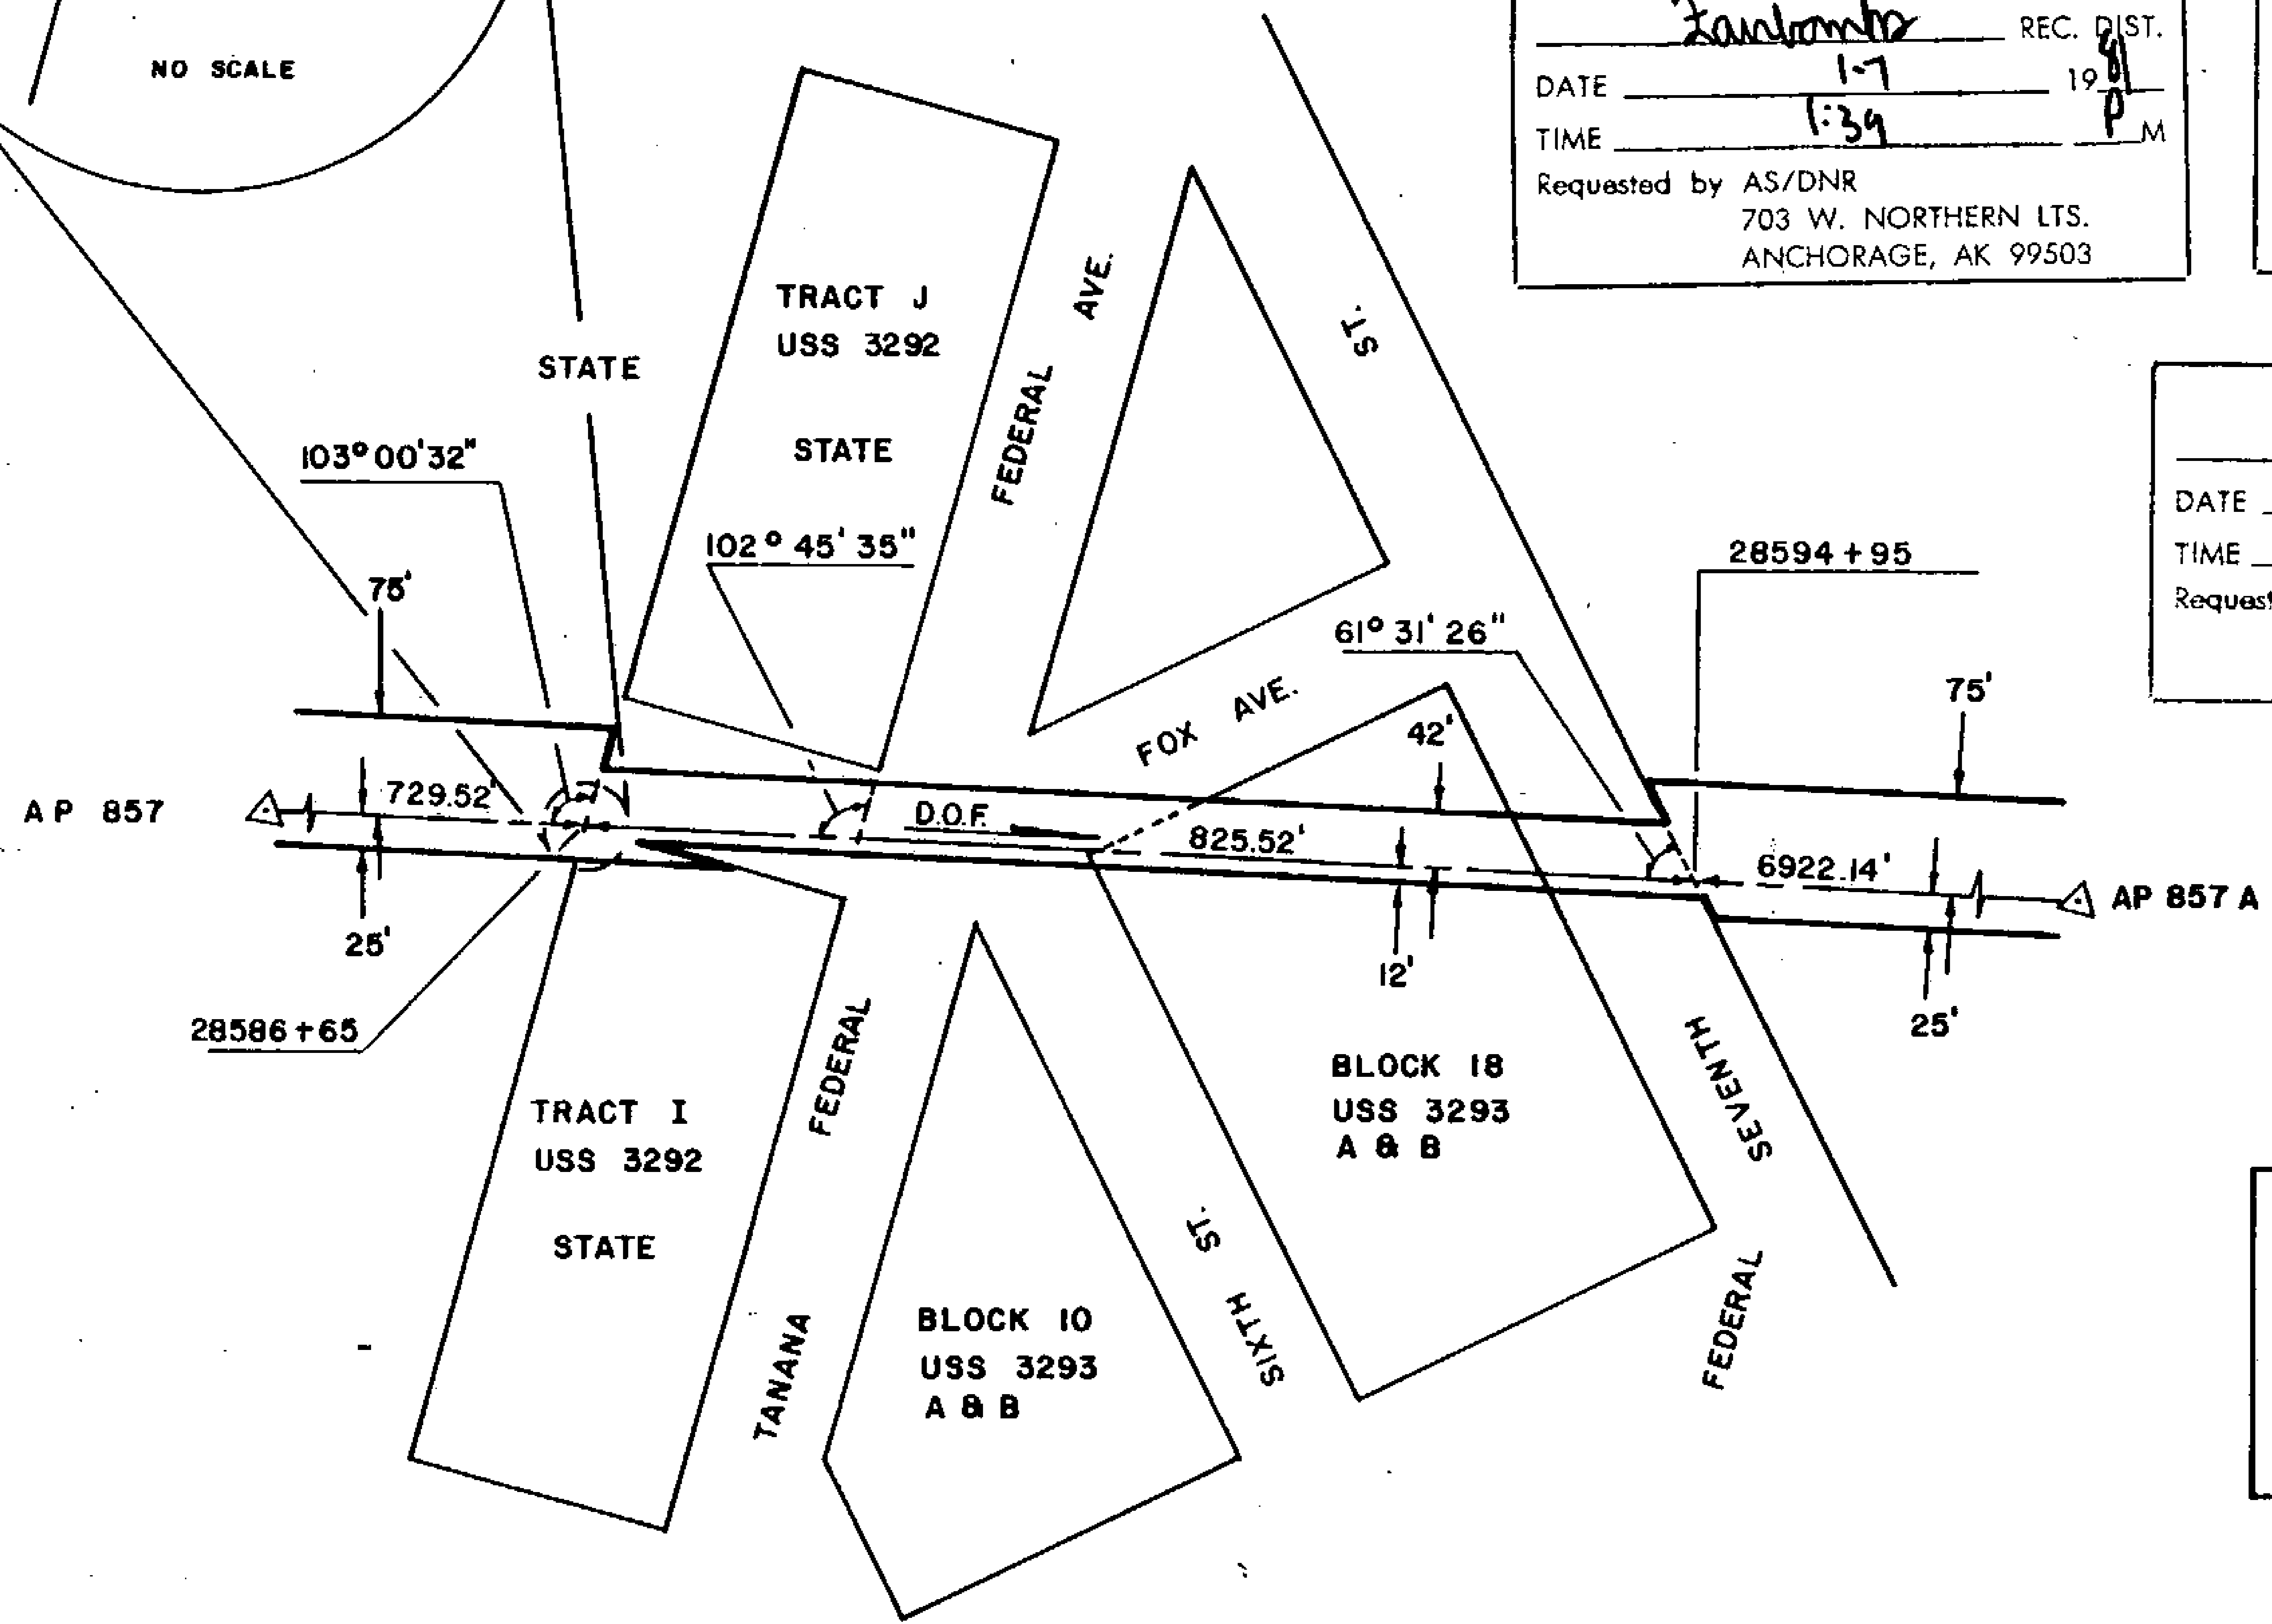 NO SCALE
Fairbanks REC. DIST.
DATE 1-7 1981
TIME 1:39 P M
Requested by AS/DNR
703 W. NORTHERN LTS.
ANCHORAGE, AK 99503
TRACT J
USS 3292
STATE
STATE
FEDERAL AVE.
ST.
103° 00' 32"
102° 45' 35"
28594 + 95
DATE
TIME
75'
61° 31' 26"
75'
FOX AVE.
42'
AP 857
729.52'
D.O.F.
825.52'
6922.14'
AP 857 A
25'
12'
25'
28586 + 65
TRACT I
USS 3292
STATE
TANANA FEDERAL
BLOCK 18
USS 3293
A & B
SEVENTH
FEDERAL
SIXTH ST.
BLOCK 10
USS 3293
A & B